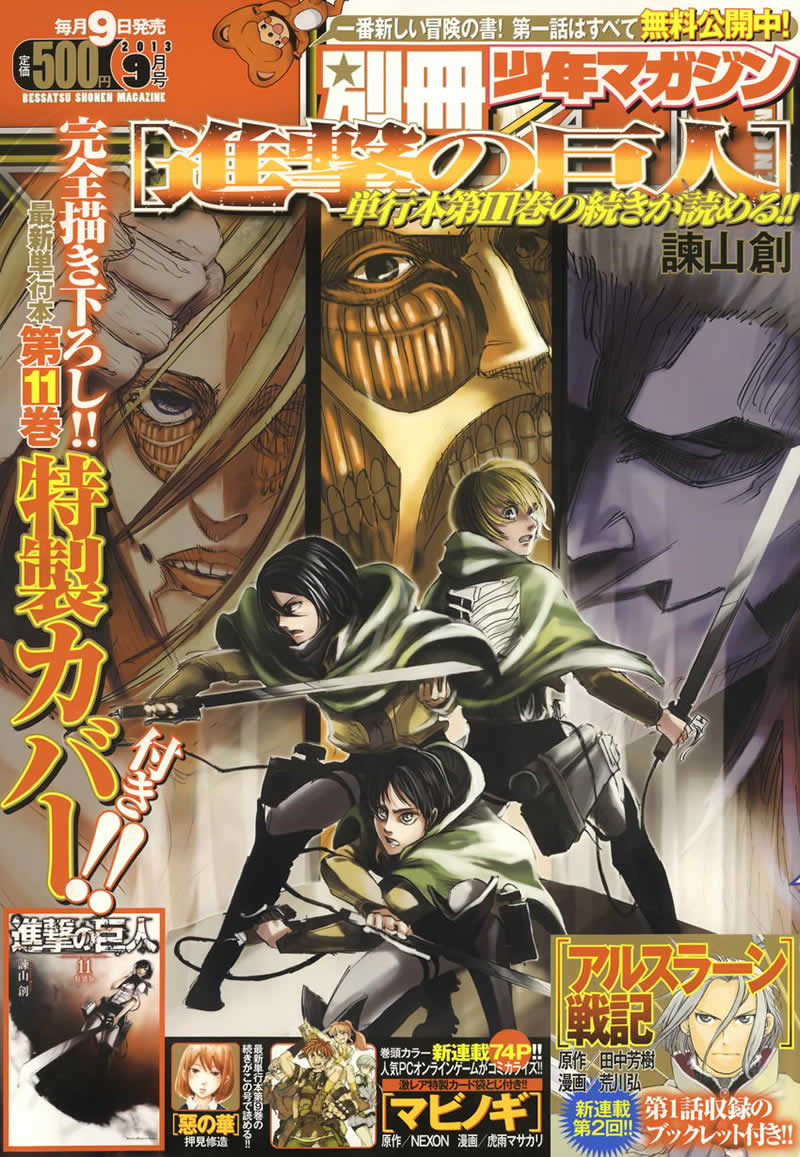 毎月9日発売
2013
定価500円 9月号
BESSATSU SHONEN MAGAZINE
一番新しい冒険の書! 第一話はすべて無料公開中!
別冊少年マガジン
[進撃の巨人]
単行本第11巻の続きが読める!!
諫山創
完全描き下ろし!!
最新単行本第11巻
特製カバー付き!!
進撃の巨人
11
諫山創
最新単行本第9巻の
続きがこの号で読める!!
[惡の華]
押見修造
巻頭カラー 新連載74P!!
人気PCオンラインゲームがコミカライズ!!
激レア特製カード袋とじ付き!!
[マビノギ]
原作/NEXON 漫画/虎雨マサカリ
[アルスラーン
戦記]
原作/田中芳樹
漫画/荒川弘
新連載
第2回!!
第1話収録の
ブックレット付き!!